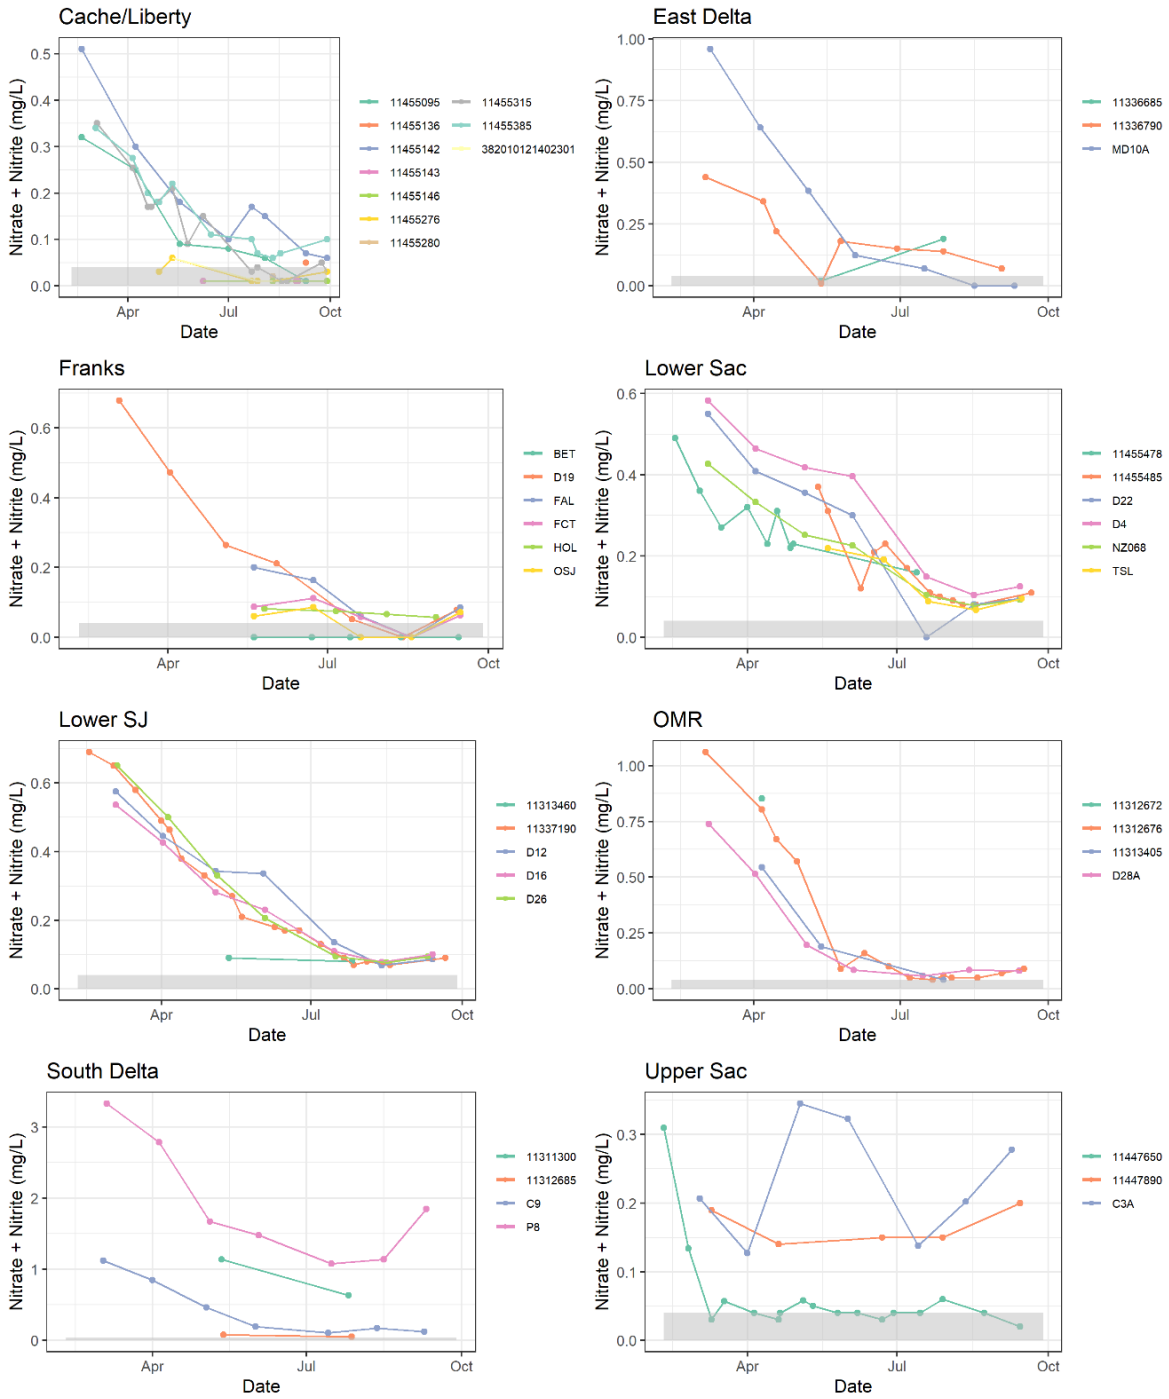 Cache/Liberty
Nitrate + Nitrite (mg/L)
0.5
0.4
0.3
0.2
0.1
0.0
Apr Jul Oct
Date
11455095 11455315
11455136 11455385
11455142 382010121402301
11455143
11455146
11455276
11455280
East Delta
Nitrate + Nitrite (mg/L)
1.00
0.75
0.50
0.25
0.00
Apr Jul Oct
Date
11336685
11336790
MD10A
Franks
Nitrate + Nitrite (mg/L)
0.6
0.4
0.2
0.0
Apr Jul Oct
Date
BET
D19
FAL
FCT
HOL
OSJ
Lower Sac
Nitrate + Nitrite (mg/L)
0.6
0.4
0.2
0.0
Apr Jul Oct
Date
11455478
11455485
D22
D4
NZ068
TSL
Lower SJ
Nitrate + Nitrite (mg/L)
0.6
0.4
0.2
0.0
Apr Jul Oct
Date
11313460
11337190
D12
D16
D26
OMR
Nitrate + Nitrite (mg/L)
1.00
0.75
0.50
0.25
0.00
Apr Jul Oct
Date
11312672
11312676
11313405
D28A
South Delta
Nitrate + Nitrite (mg/L)
3
2
1
0
Apr Jul Oct
Date
11311300
11312685
C9
P8
Upper Sac
Nitrate + Nitrite (mg/L)
0.3
0.2
0.1
0.0
Apr Jul Oct
Date
11447650
11447890
C3A